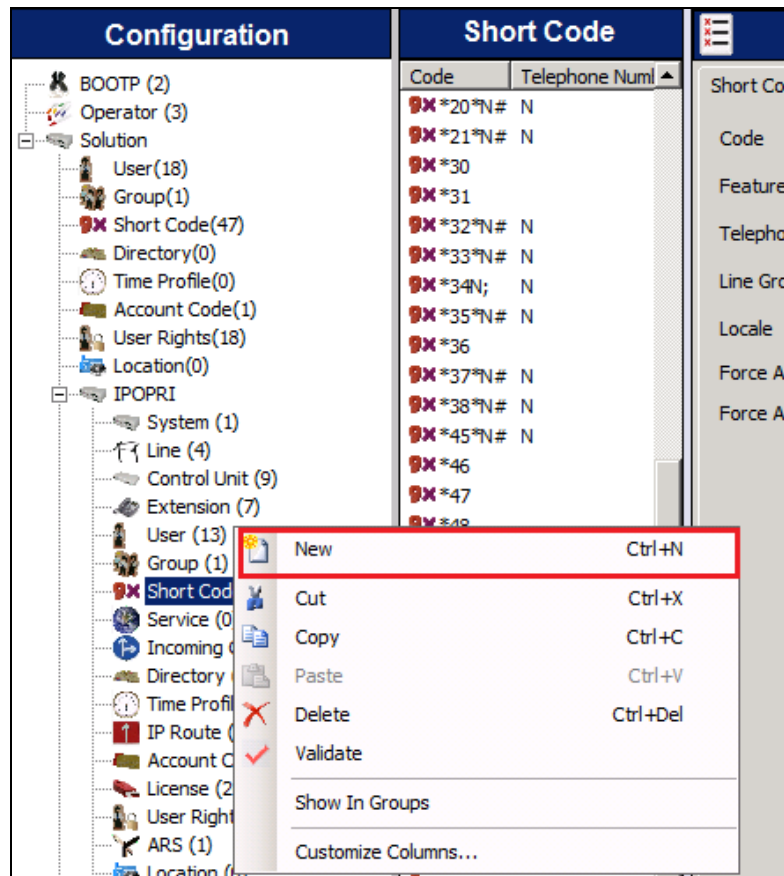 Configuration
BOOTP (2)
Operator (3)
Solution
User(18)
Group(1)
Short Code(47)
Directory(0)
Time Profile(0)
Account Code(1)
User Rights(18)
Location(0)
IPOPRI
System (1)
Line (4)
Control Unit (9)
Extension (7)
User (13)
Group (1)
Short Cod
Service (0
Incoming
Directory
Time Profil
IP Route (
Account C
License (2
User Right
ARS (1)
Location (
Short Code
Code Telephone Numl
*20*N# N
*21*N# N
*30
*31
*32*N# N
*33*N# N
*34N; N
*35*N# N
*36
*37*N# N
*38*N# N
*45*N# N
*46
*47
*48
New Ctrl+N
Cut Ctrl+X
Copy Ctrl+C
Paste Ctrl+V
Delete Ctrl+Del
Validate
Show In Groups
Customize Columns...
Short Co
Code
Feature
Telepho
Line Gro
Locale
Force A
Force A